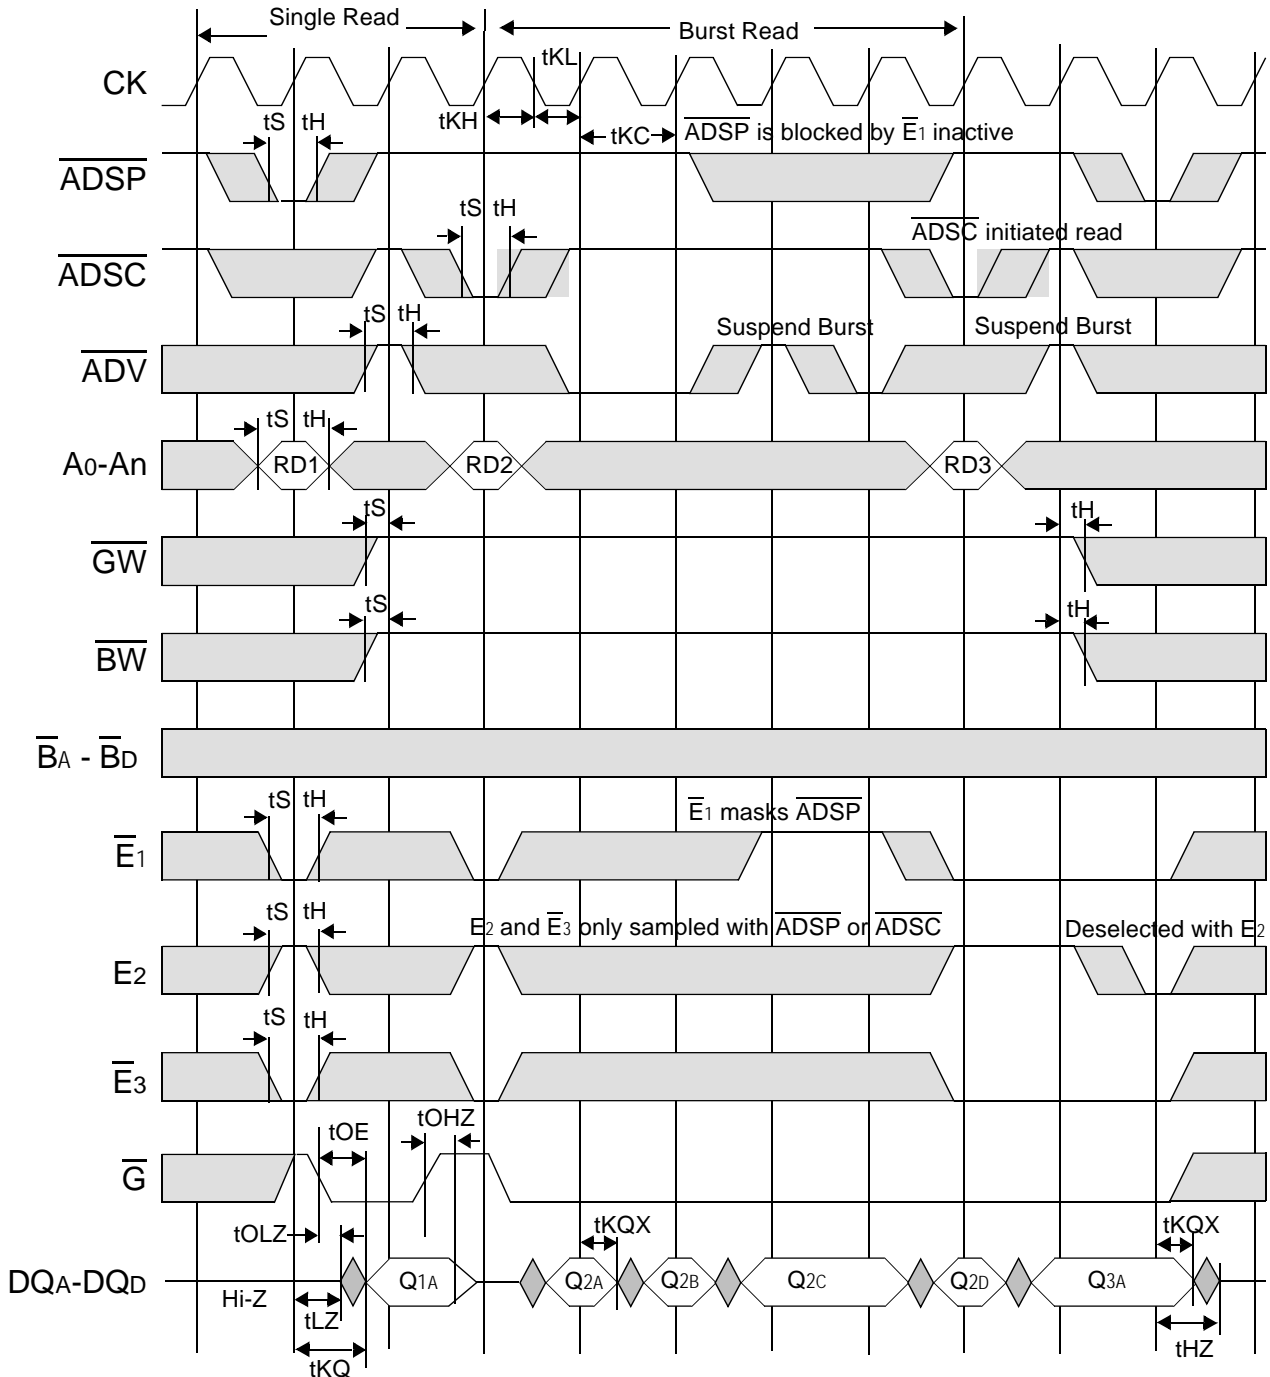 Single Read
Burst Read
CK
tKL
tKH
tKC
ADSP is blocked by E1 inactive
tS tH
ADSP
tS tH
ADSC initiated read
ADSC
tS tH
Suspend Burst
Suspend Burst
ADV
tS tH
A0-An
RD1
RD2
RD3
tS
tH
GW
tS
tH
BW
BA - BD
tS tH
E1 masks ADSP
E1
tS tH
E2 and E3 only sampled with ADSP or ADSC
Deselected with E2
E2
tS tH
E3
tOE
tOHZ
G
tOLZ
tKQX
tKQX
DQA-DQD
Hi-Z
Q1A
Q2A
Q2B
Q2C
Q2D
Q3A
tLZ
tHZ
tKQ